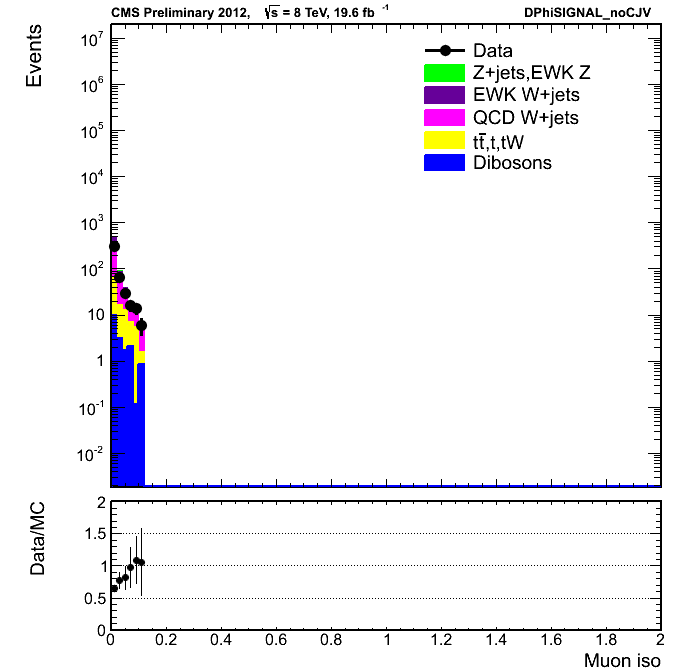 CMS Preliminary 2012, √s = 8 TeV, 19.6 fb⁻¹ DPhiSIGNAL_noCJV
Events
10⁷
10⁶
10⁵
10⁴
10³
10²
10
1
10⁻¹
10⁻²
Data
Z+jets,EWK Z
EWK W+jets
QCD W+jets
tt̄,t,tW
Dibosons
Data/MC
2
1.5
1
0.5
0
0 0.2 0.4 0.6 0.8 1 1.2 1.4 1.6 1.8 2
Muon iso